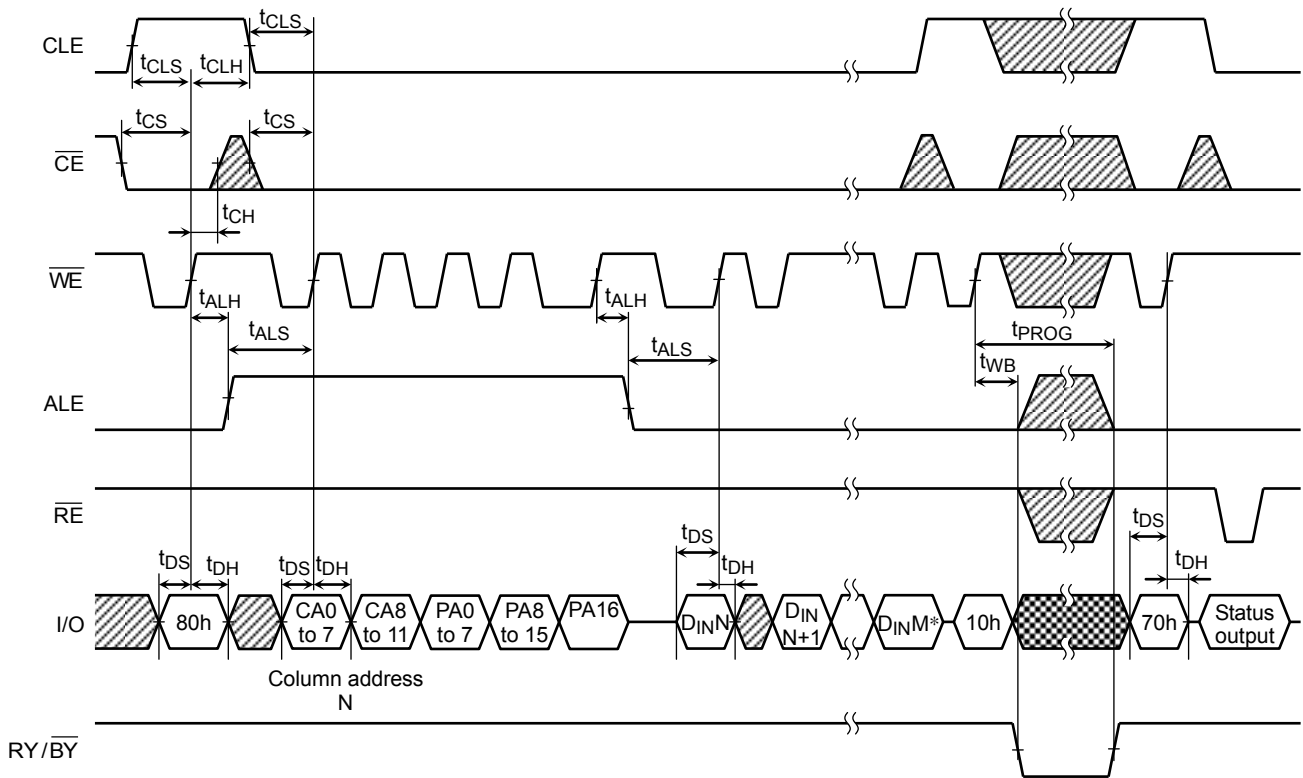 tCLS
CLE
tCLS tCLH
tCS tCS
CE
tCH
WE
tALH tALH tPROG
tALS tALS tWB
ALE
RE
tDS tDH tDS tDH tDS tDH tDS tDH
I/O 80h CA0 to 7 CA8 to 11 PA0 to 7 PA8 to 15 PA16 DINN DIN N+1 DINM* 10h 70h Status output
Column address
N
RY/BY